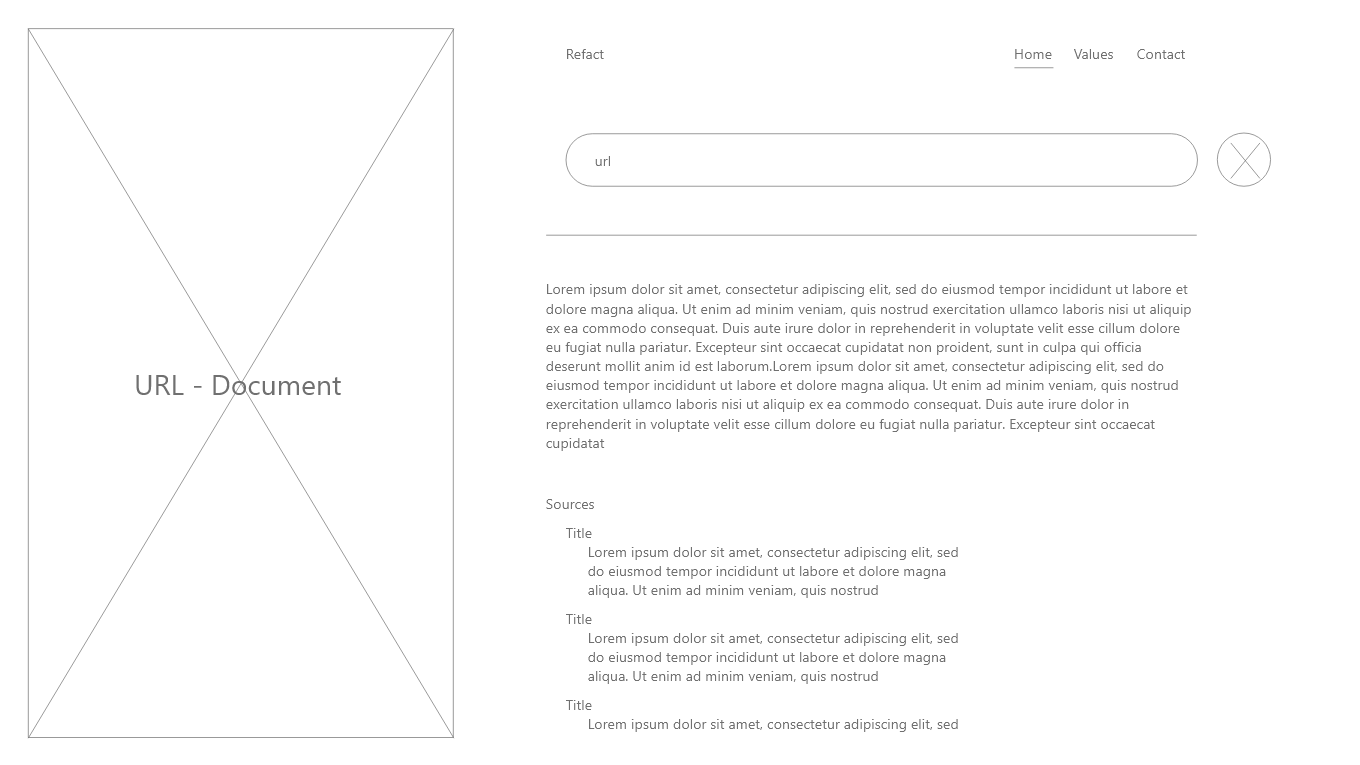 URL - Document
Refact
Home
Values
Contact
url
Lorem ipsum dolor sit amet, consectetur adipiscing elit, sed do eiusmod tempor incididunt ut labore et
dolore magna aliqua. Ut enim ad minim veniam, quis nostrud exercitation ullamco laboris nisi ut aliquip
ex ea commodo consequat. Duis aute irure dolor in reprehenderit in voluptate velit esse cillum dolore
eu fugiat nulla pariatur. Excepteur sint occaecat cupidatat non proident, sunt in culpa qui officia
deserunt mollit anim id est laborum.Lorem ipsum dolor sit amet, consectetur adipiscing elit, sed do
eiusmod tempor incididunt ut labore et dolore magna aliqua. Ut enim ad minim veniam, quis nostrud
exercitation ullamco laboris nisi ut aliquip ex ea commodo consequat. Duis aute irure dolor in
reprehenderit in voluptate velit esse cillum dolore eu fugiat nulla pariatur. Excepteur sint occaecat
cupidatat
Sources
Title
Lorem ipsum dolor sit amet, consectetur adipiscing elit, sed
do eiusmod tempor incididunt ut labore et dolore magna
aliqua. Ut enim ad minim veniam, quis nostrud
Title
Lorem ipsum dolor sit amet, consectetur adipiscing elit, sed
do eiusmod tempor incididunt ut labore et dolore magna
aliqua. Ut enim ad minim veniam, quis nostrud
Title
Lorem ipsum dolor sit amet, consectetur adipiscing elit, sed